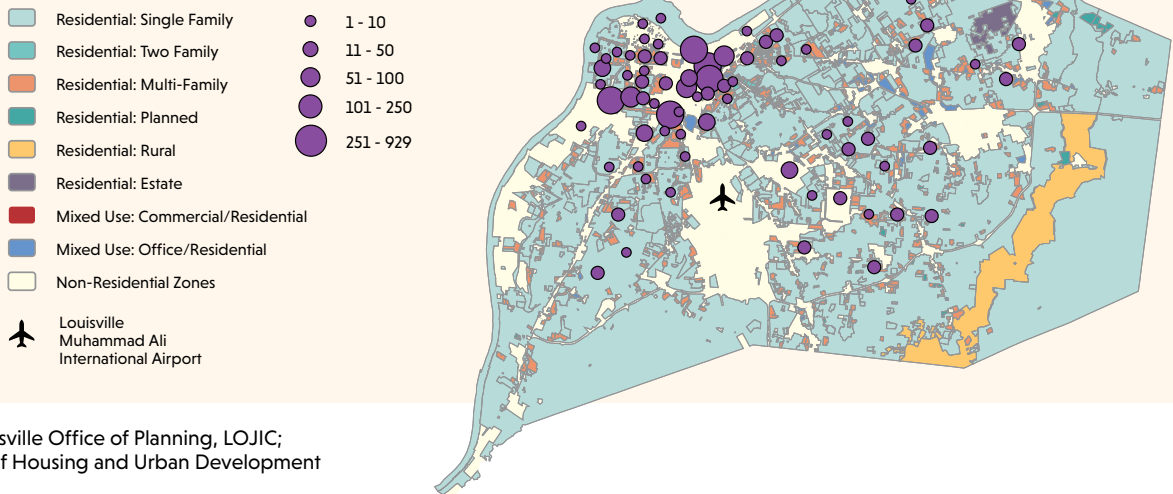 Residential: Single Family
Residential: Two Family
Residential: Multi-Family
Residential: Planned
Residential: Rural
Residential: Estate
Mixed Use: Commercial/Residential
Mixed Use: Office/Residential
Non-Residential Zones
Louisville
Muhammad Ali
International Airport
1 - 10
11 - 50
51 - 100
101 - 250
251 - 929
sville Office of Planning, LOJIC;
f Housing and Urban Development